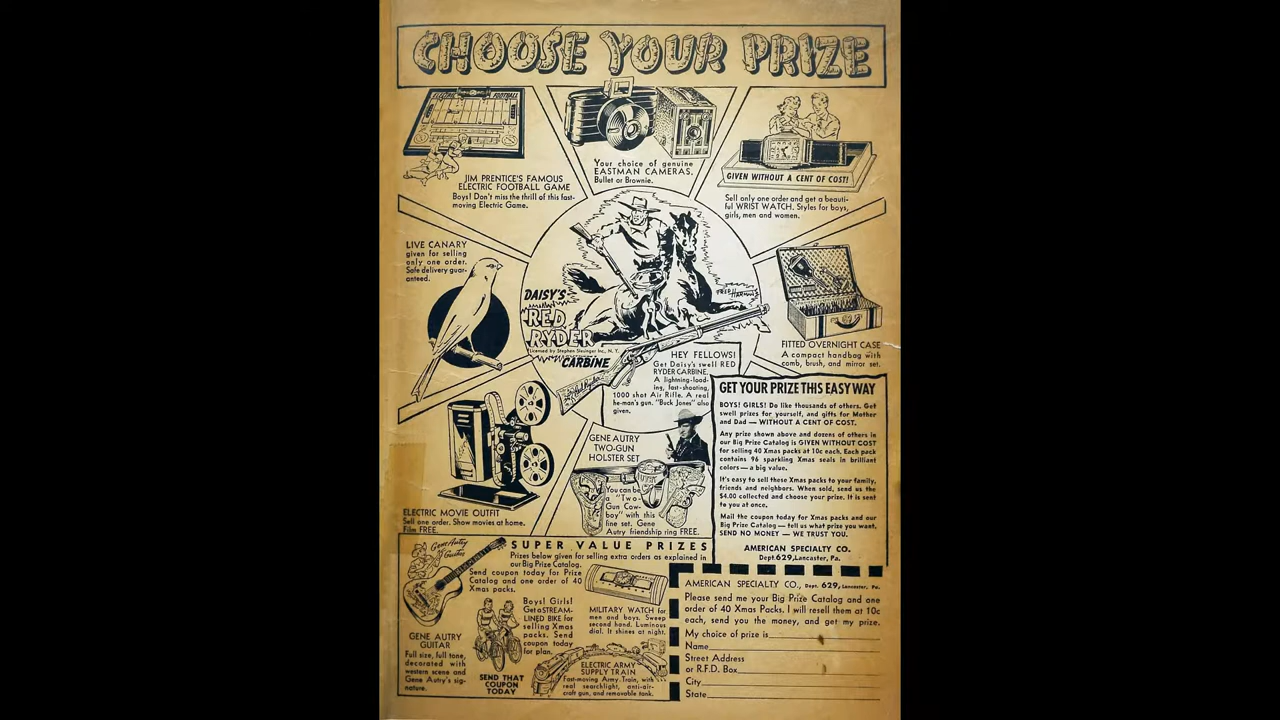 CHOOSE YOUR PRIZE
ELECTRIC FOOTBALL
JIM PRENTICE'S FAMOUS
ELECTRIC FOOTBALL GAME
Boys! Don't miss the thrill of this fast-
moving Electric Game.
Your choice of genuine
EASTMAN CAMERAS.
Bullet or Brownie.
GIVEN WITHOUT A CENT OF COST!
Sell only one order and get a beauti-
ful WRIST WATCH. Styles for boys,
girls, men and women.
LIVE CANARY
given for selling
only one order.
Safe delivery guar-
anteed.
FRED HARMAN
DAISY'S
RED
RYDER
Licensed by Stephen Slesinger Inc., N. Y.
CARBINE
HEY FELLOWS!
Get Daisy's swell RED
RYDER CARBINE.
A lightning-load-
ing, fast-shooting,
1000 shot Air Rifle. A real
he-man's gun. "Buck Jones" also
given.
FITTED OVERNIGHT CASE
A compact handbag with
comb, brush, and mirror set.
ELECTRIC MOVIE OUTFIT
Sell one order. Show movies at home.
Film FREE.
GENE AUTRY
TWO-GUN
HOLSTER SET
You can be
a "Two-
Gun Cow-
boy" with this
fine set. Gene
Autry friendship ring FREE.
GET YOUR PRIZE THIS EASY WAY
BOYS! GIRLS! Do like thousands of others. Get
swell prizes for yourself, and gifts for Mother
and Dad — WITHOUT A CENT OF COST.
Any prize shown above and dozens of others in
our Big Prize Catalog is GIVEN WITHOUT COST
for selling 40 Xmas packs at 10c each. Each pack
contains 96 sparkling Xmas seals in brilliant
colors — a big value.
It's easy to sell these Xmas packs to your family,
friends and neighbors. When sold, send us the
$4.00 collected and choose your prize. It is sent
to you at once.
Mail the coupon today for Xmas packs and our
Big Prize Catalog — tell us what prize you want,
SEND NO MONEY — WE TRUST YOU.
AMERICAN SPECIALTY CO.
Dept. 629, Lancaster, Pa.
SUPER VALUE PRIZES
Prizes below given for selling extra orders as explained in
our Big Prize Catalog.
Send coupon today for Prize
Catalog and one order of 40
Xmas packs.
Gene Autry
Guitar
GENE AUTRY
GUITAR
Full size, full tone,
decorated with
western scene and
Gene Autry's sig-
nature.
Boys! Girls!
Get a STREAM-
LINED BIKE for
selling Xmas
packs. Send
coupon today
for plan.
SEND THAT
COUPON
TODAY
MILITARY WATCH for
men and boys. Sweep
second hand. Luminous
dial. It shines at night.
ELECTRIC ARMY
SUPPLY TRAIN
Fast-moving Army Train, with
real searchlight, anti-air-
craft gun, and removable tank.
AMERICAN SPECIALTY CO., Dept. 629, Lancaster, Pa.
Please send me your Big Prize Catalog and one
order of 40 Xmas Packs. I will resell them at 10c
each, send you the money, and get my prize.
My choice of prize is
Name
Street Address
or R.F.D. Box
City
State